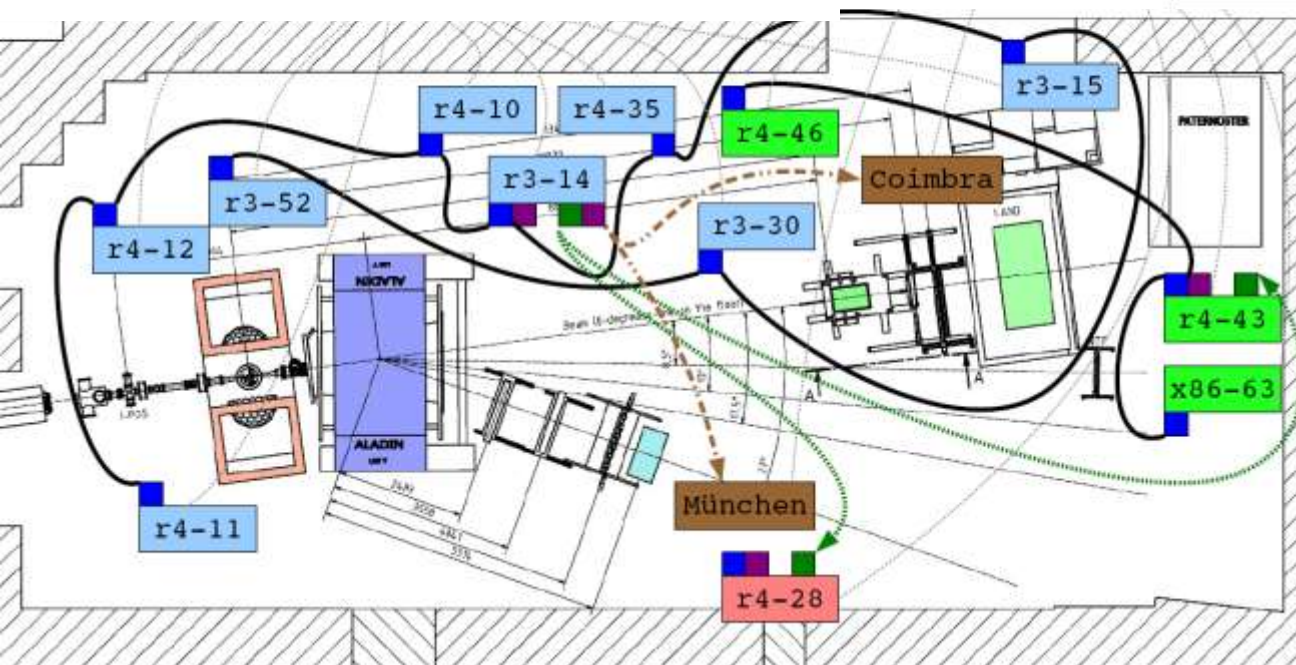 r3-15
r4-10
r4-35
r4-46
PATERNOSTER
r3-14
Coimbra
r3-52
r3-30
LAND
r4-12
ALADIN
r4-43
x86-63
A
A
ALADIN
München
r4-11
r4-28